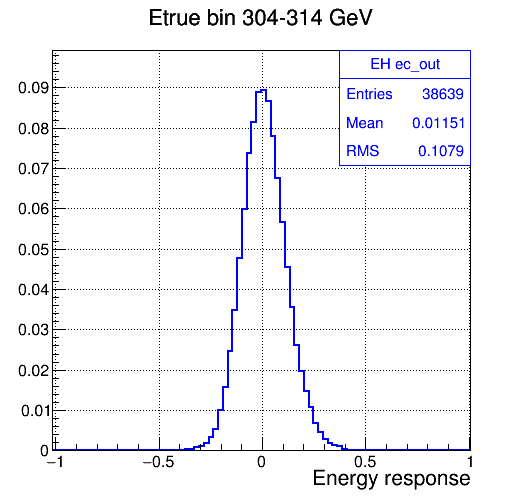 Etrue bin 304-314 GeV
EH ec_out
Entries 38639
Mean 0.01151
RMS 0.1079
0.09
0.08
0.07
0.06
0.05
0.04
0.03
0.02
0.01
0
−1 −0.5 0 0.5 1
Energy response